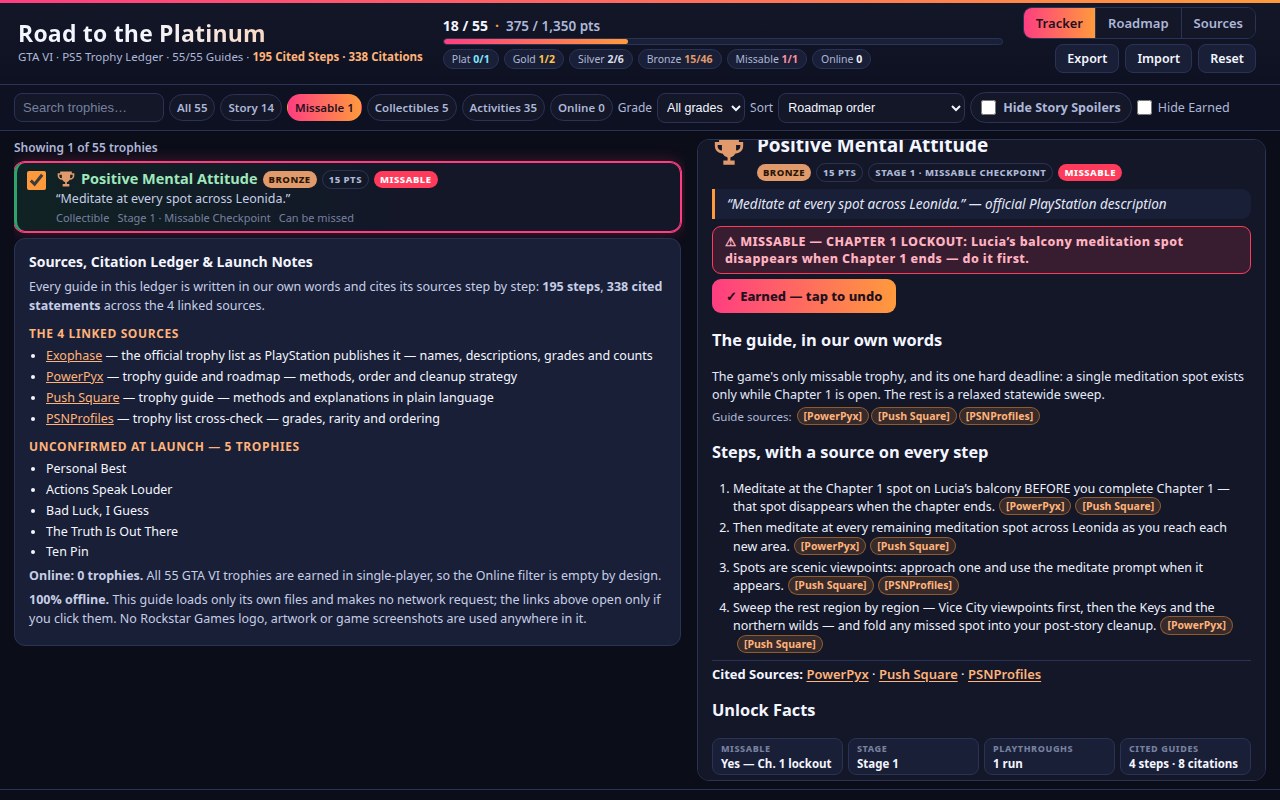 Road to the Platinum
GTA VI · PS5 Trophy Ledger · 55/55 Guides · 195 Cited Steps · 338 Citations
18 / 55 · 375 / 1,350 pts
Plat 0/1 Gold 1/2 Silver 2/6 Bronze 15/46 Missable 1/1 Online 0
Tracker Roadmap Sources
Export Import Reset
Search trophies… All 55 Story 14 Missable 1 Collectibles 5 Activities 35 Online 0 Grade All grades Sort Roadmap order Hide Story Spoilers Hide Earned
Showing 1 of 55 trophies
Positive Mental Attitude BRONZE 15 PTS MISSABLE
“Meditate at every spot across Leonida.”
Collectible Stage 1 · Missable Checkpoint Can be missed
Sources, Citation Ledger & Launch Notes
Every guide in this ledger is written in our own words and cites its sources step by step: 195 steps, 338 cited
statements across the 4 linked sources.
THE 4 LINKED SOURCES
• Exophase — the official trophy list as PlayStation publishes it — names, descriptions, grades and counts
• PowerPyx — trophy guide and roadmap — methods, order and cleanup strategy
• Push Square — trophy guide — methods and explanations in plain language
• PSNProfiles — trophy list cross-check — grades, rarity and ordering
UNCONFIRMED AT LAUNCH — 5 TROPHIES
• Personal Best
• Actions Speak Louder
• Bad Luck, I Guess
• The Truth Is Out There
• Ten Pin
Online: 0 trophies. All 55 GTA VI trophies are earned in single-player, so the Online filter is empty by design.
100% offline. This guide loads only its own files and makes no network request; the links above open only if
you click them. No Rockstar Games logo, artwork or game screenshots are used anywhere in it.
Positive Mental Attitude
BRONZE 15 PTS STAGE 1 · MISSABLE CHECKPOINT MISSABLE
“Meditate at every spot across Leonida.” — official PlayStation description
⚠ MISSABLE — CHAPTER 1 LOCKOUT: Lucia’s balcony meditation spot
disappears when Chapter 1 ends — do it first.
✓ Earned — tap to undo
The guide, in our own words
The game's only missable trophy, and its one hard deadline: a single meditation spot exists
only while Chapter 1 is open. The rest is a relaxed statewide sweep.
Guide sources: [PowerPyx] [Push Square] [PSNProfiles]
Steps, with a source on every step
1. Meditate at the Chapter 1 spot on Lucia’s balcony BEFORE you complete Chapter 1 —
that spot disappears when the chapter ends. [PowerPyx] [Push Square]
2. Then meditate at every remaining meditation spot across Leonida as you reach each
new area. [PowerPyx] [Push Square]
3. Spots are scenic viewpoints: approach one and use the meditate prompt when it
appears. [Push Square] [PSNProfiles]
4. Sweep the rest region by region — Vice City viewpoints first, then the Keys and the
northern wilds — and fold any missed spot into your post-story cleanup. [PowerPyx]
[Push Square]
Cited Sources: PowerPyx · Push Square · PSNProfiles
Unlock Facts
MISSABLE STAGE PLAYTHROUGHS CITED GUIDES
Yes — Ch. 1 lockout Stage 1 1 run 4 steps · 8 citations